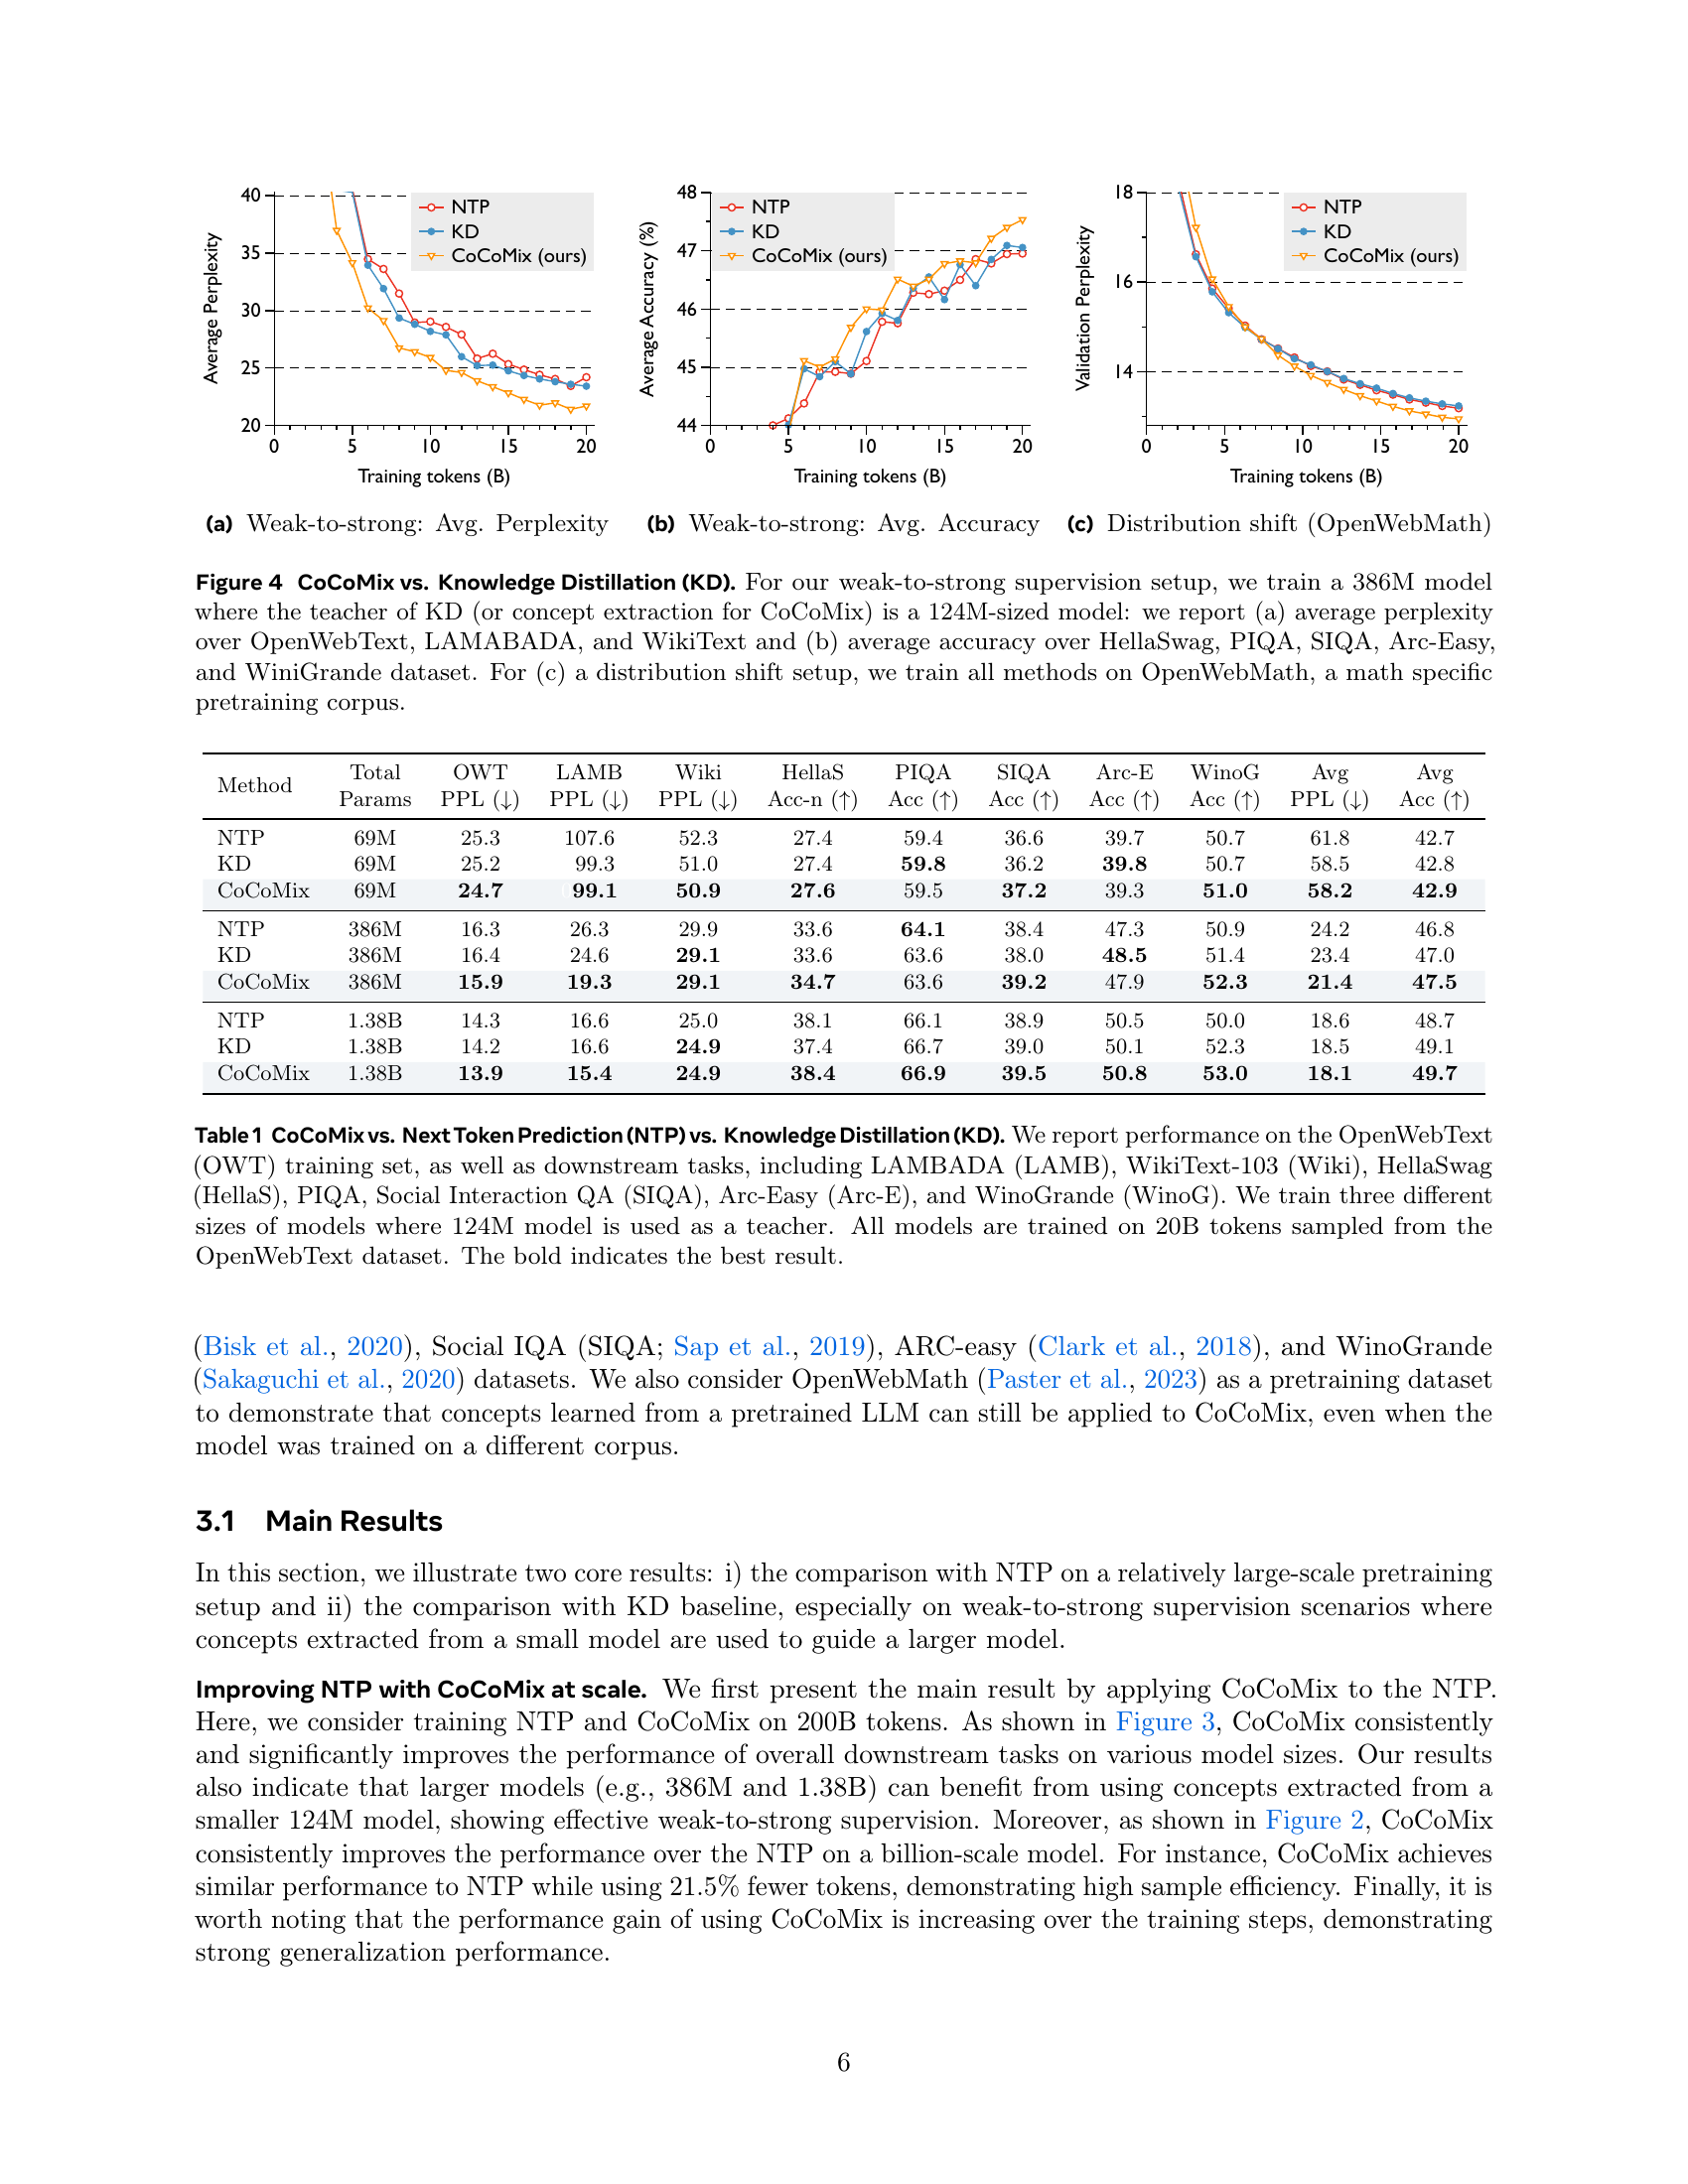 40
35
30
25
20
0 5 10 15 20
Average Perplexity
Training tokens (B)
NTP
KD
CoCoMix (ours)
48
47
46
45
44
0 5 10 15 20
Average Accuracy (%)
Training tokens (B)
NTP
KD
CoCoMix (ours)
18
16
14
0 5 10 15 20
Validation Perplexity
Training tokens (B)
NTP
KD
CoCoMix (ours)
(a) Weak-to-strong: Avg. Perplexity
(b) Weak-to-strong: Avg. Accuracy
(c) Distribution shift (OpenWebMath)
Figure 4 CoCoMix vs. Knowledge Distillation (KD). For our weak-to-strong supervision setup, we train a 386M model
where the teacher of KD (or concept extraction for CoCoMix) is a 124M-sized model: we report (a) average perplexity
over OpenWebText, LAMABADA, and WikiText and (b) average accuracy over HellaSwag, PIQA, SIQA, Arc-Easy,
and WiniGrande dataset. For (c) a distribution shift setup, we train all methods on OpenWebMath, a math specific
pretraining corpus.
Method Total Params OWT PPL (↓) LAMB PPL (↓) Wiki PPL (↓) HellaS Acc-n (↑) PIQA Acc (↑) SIQA Acc (↑) Arc-E Acc (↑) WinoG Acc (↑) Avg PPL (↓) Avg Acc (↑)
NTP 69M 25.3 107.6 52.3 27.4 59.4 36.6 39.7 50.7 61.8 42.7
KD 69M 25.2 99.3 51.0 27.4 59.8 36.2 39.8 50.7 58.5 42.8
CoCoMix 69M 24.7 99.1 50.9 27.6 59.5 37.2 39.3 51.0 58.2 42.9
NTP 386M 16.3 26.3 29.9 33.6 64.1 38.4 47.3 50.9 24.2 46.8
KD 386M 16.4 24.6 29.1 33.6 63.6 38.0 48.5 51.4 23.4 47.0
CoCoMix 386M 15.9 19.3 29.1 34.7 63.6 39.2 47.9 52.3 21.4 47.5
NTP 1.38B 14.3 16.6 25.0 38.1 66.1 38.9 50.5 50.0 18.6 48.7
KD 1.38B 14.2 16.6 24.9 37.4 66.7 39.0 50.1 52.3 18.5 49.1
CoCoMix 1.38B 13.9 15.4 24.9 38.4 66.9 39.5 50.8 53.0 18.1 49.7
Table 1 CoCoMix vs. Next Token Prediction (NTP) vs. Knowledge Distillation (KD). We report performance on the OpenWebText
(OWT) training set, as well as downstream tasks, including LAMBADA (LAMB), WikiText-103 (Wiki), HellaSwag
(HellaS), PIQA, Social Interaction QA (SIQA), Arc-Easy (Arc-E), and WinoGrande (WinoG). We train three different
sizes of models where 124M model is used as a teacher. All models are trained on 20B tokens sampled from the
OpenWebText dataset. The bold indicates the best result.
(Bisk et al., 2020), Social IQA (SIQA; Sap et al., 2019), ARC-easy (Clark et al., 2018), and WinoGrande
(Sakaguchi et al., 2020) datasets. We also consider OpenWebMath (Paster et al., 2023) as a pretraining dataset
to demonstrate that concepts learned from a pretrained LLM can still be applied to CoCoMix, even when the
model was trained on a different corpus.
3.1 Main Results
In this section, we illustrate two core results: i) the comparison with NTP on a relatively large-scale pretraining
setup and ii) the comparison with KD baseline, especially on weak-to-strong supervision scenarios where
concepts extracted from a small model are used to guide a larger model.
Improving NTP with CoCoMix at scale. We first present the main result by applying CoCoMix to the NTP.
Here, we consider training NTP and CoCoMix on 200B tokens. As shown in Figure 3, CoCoMix consistently
and significantly improves the performance of overall downstream tasks on various model sizes. Our results
also indicate that larger models (e.g., 386M and 1.38B) can benefit from using concepts extracted from a
smaller 124M model, showing effective weak-to-strong supervision. Moreover, as shown in Figure 2, CoCoMix
consistently improves the performance over the NTP on a billion-scale model. For instance, CoCoMix achieves
similar performance to NTP while using 21.5% fewer tokens, demonstrating high sample efficiency. Finally, it is
worth noting that the performance gain of using CoCoMix is increasing over the training steps, demonstrating
strong generalization performance.
6